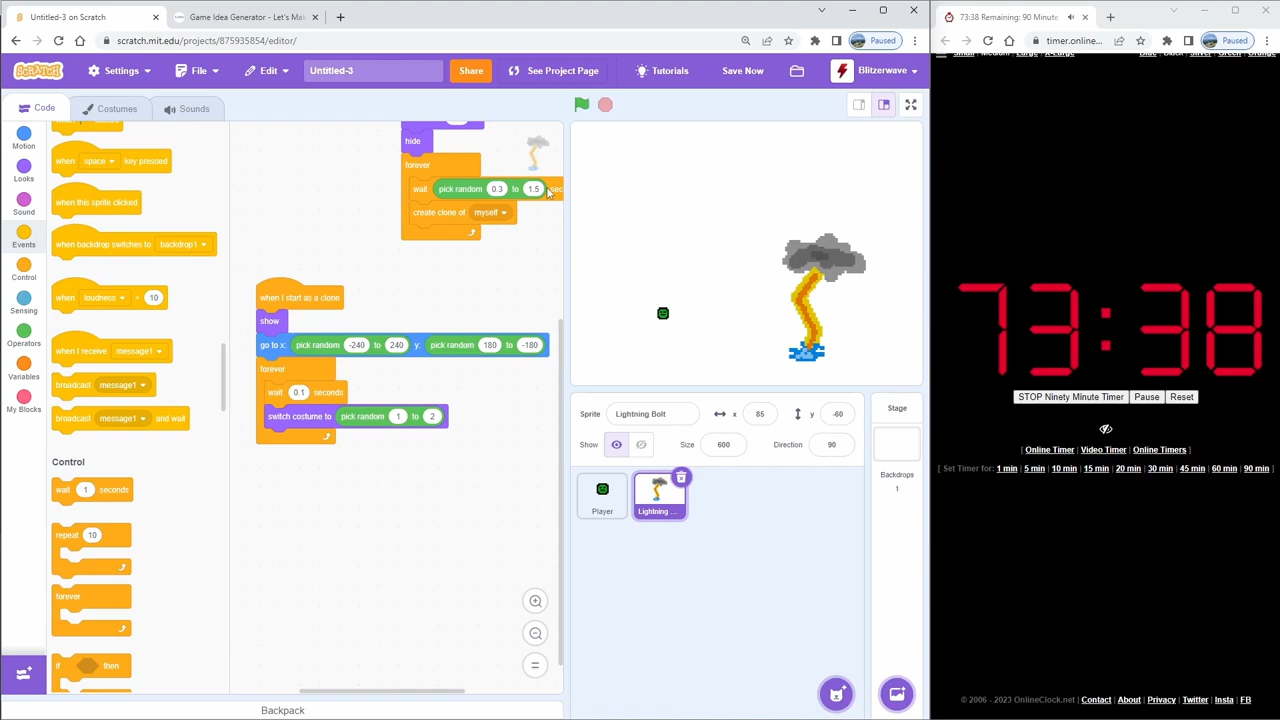 Untitled-3 on Scratch
Game Idea Generator - Let's Mak
73:38 Remaining: 90 Minute
scratch.mit.edu/projects/875935854/editor/
Paused
timer.online...
Paused
SCRATCH
Settings
File
Edit
Untitled-3
Share
See Project Page
Tutorials
Save Now
Blitzerwave
Code
Costumes
Sounds
Motion
Looks
Sound
Events
Control
Sensing
Operators
Variables
My Blocks
when space key pressed
when this sprite clicked
when backdrop switches to backdrop1
when loudness > 10
when I receive message1
broadcast message1
broadcast message1 and wait
Control
wait 1 seconds
repeat 10
forever
if then
hide
forever
wait pick random 0.3 to 1.5 sec
create clone of myself
when I start as a clone
show
go to x: pick random -240 to 240 y: pick random 180 to -180
forever
wait 0.1 seconds
switch costume to pick random 1 to 2
Backpack
Sprite Lightning Bolt x 85 y -60
Show Size 600 Direction 90
Player
Lightning ...
Stage
Backdrops
1
73:38
STOP Ninety Minute Timer Pause Reset
[ Online Timer | Video Timer | Online Timers ]
[ Set Timer for: 1 min | 5 min | 10 min | 15 min | 20 min | 30 min | 45 min | 60 min | 90 min ]
© 2006 - 2023 OnlineClock.net | Contact | About | Privacy | Twitter | Insta | FB